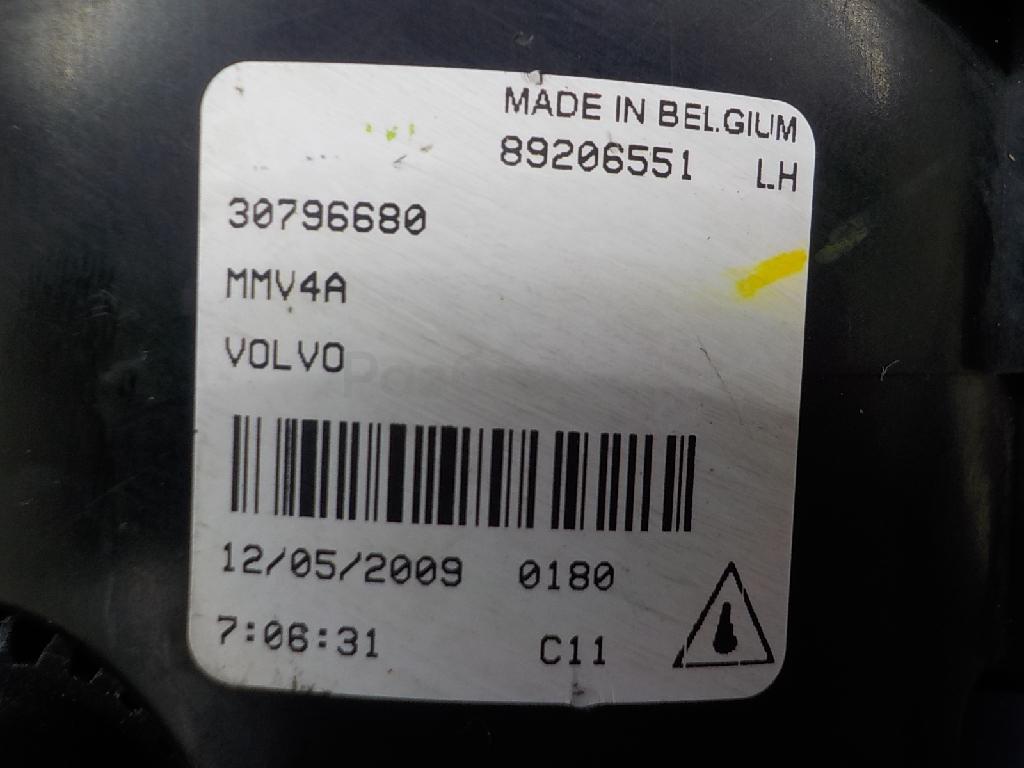 MADE IN BELGIUM
89206551 LH
30796680
MMV4A
VOLVO
12/05/2009 0180
7:06:31 C11